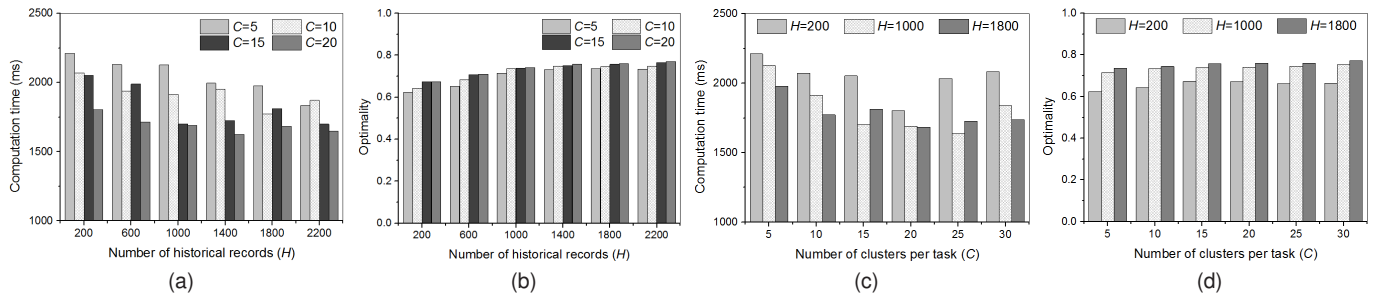 Computation time (ms)
2500
2000
1500
1000
C=5 C=10
C=15 C=20
200 600 1000 1400 1800 2200
Number of historical records (H)
(a)
Optimality
1.0
0.8
0.6
0.4
0.2
0.0
C=5 C=10
C=15 C=20
200 600 1000 1400 1800 2200
Number of historical records (H)
(b)
Computation time (ms)
2500
2000
1500
1000
H=200 H=1000 H=1800
5 10 15 20 25 30
Number of clusters per task (C)
(c)
Optimality
1.0
0.8
0.6
0.4
0.2
0.0
H=200 H=1000 H=1800
5 10 15 20 25 30
Number of clusters per task (C)
(d)